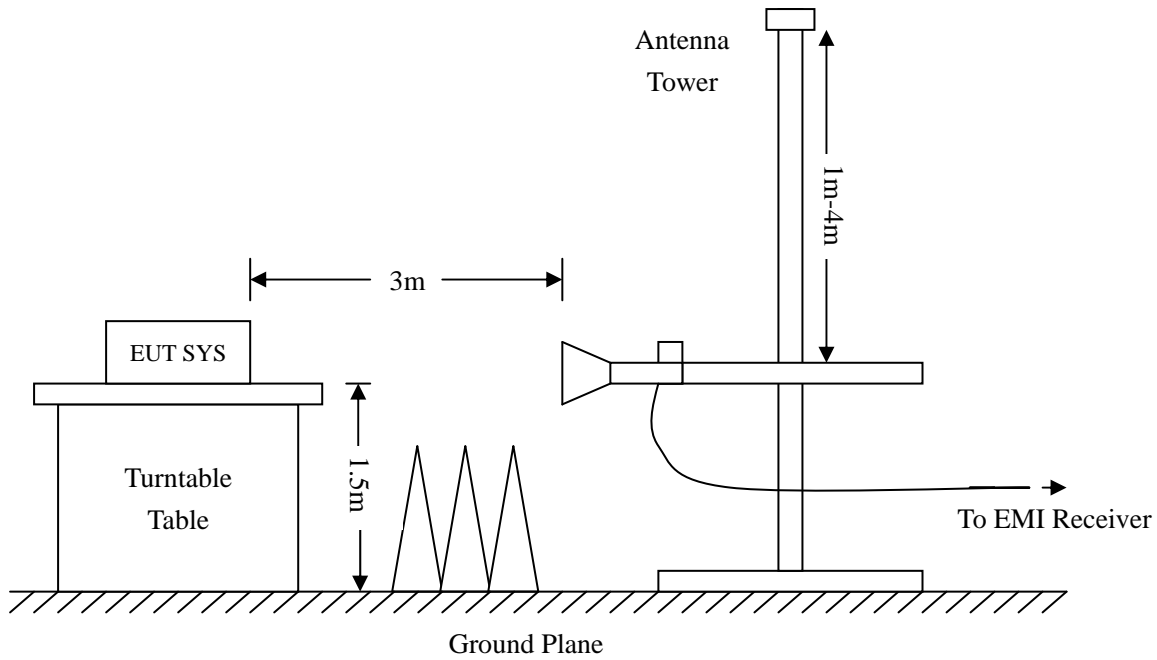 Antenna
Tower
1m-4m
3m
EUT SYS
1.5m
Turntable
Table
To EMI Receiver
Ground Plane